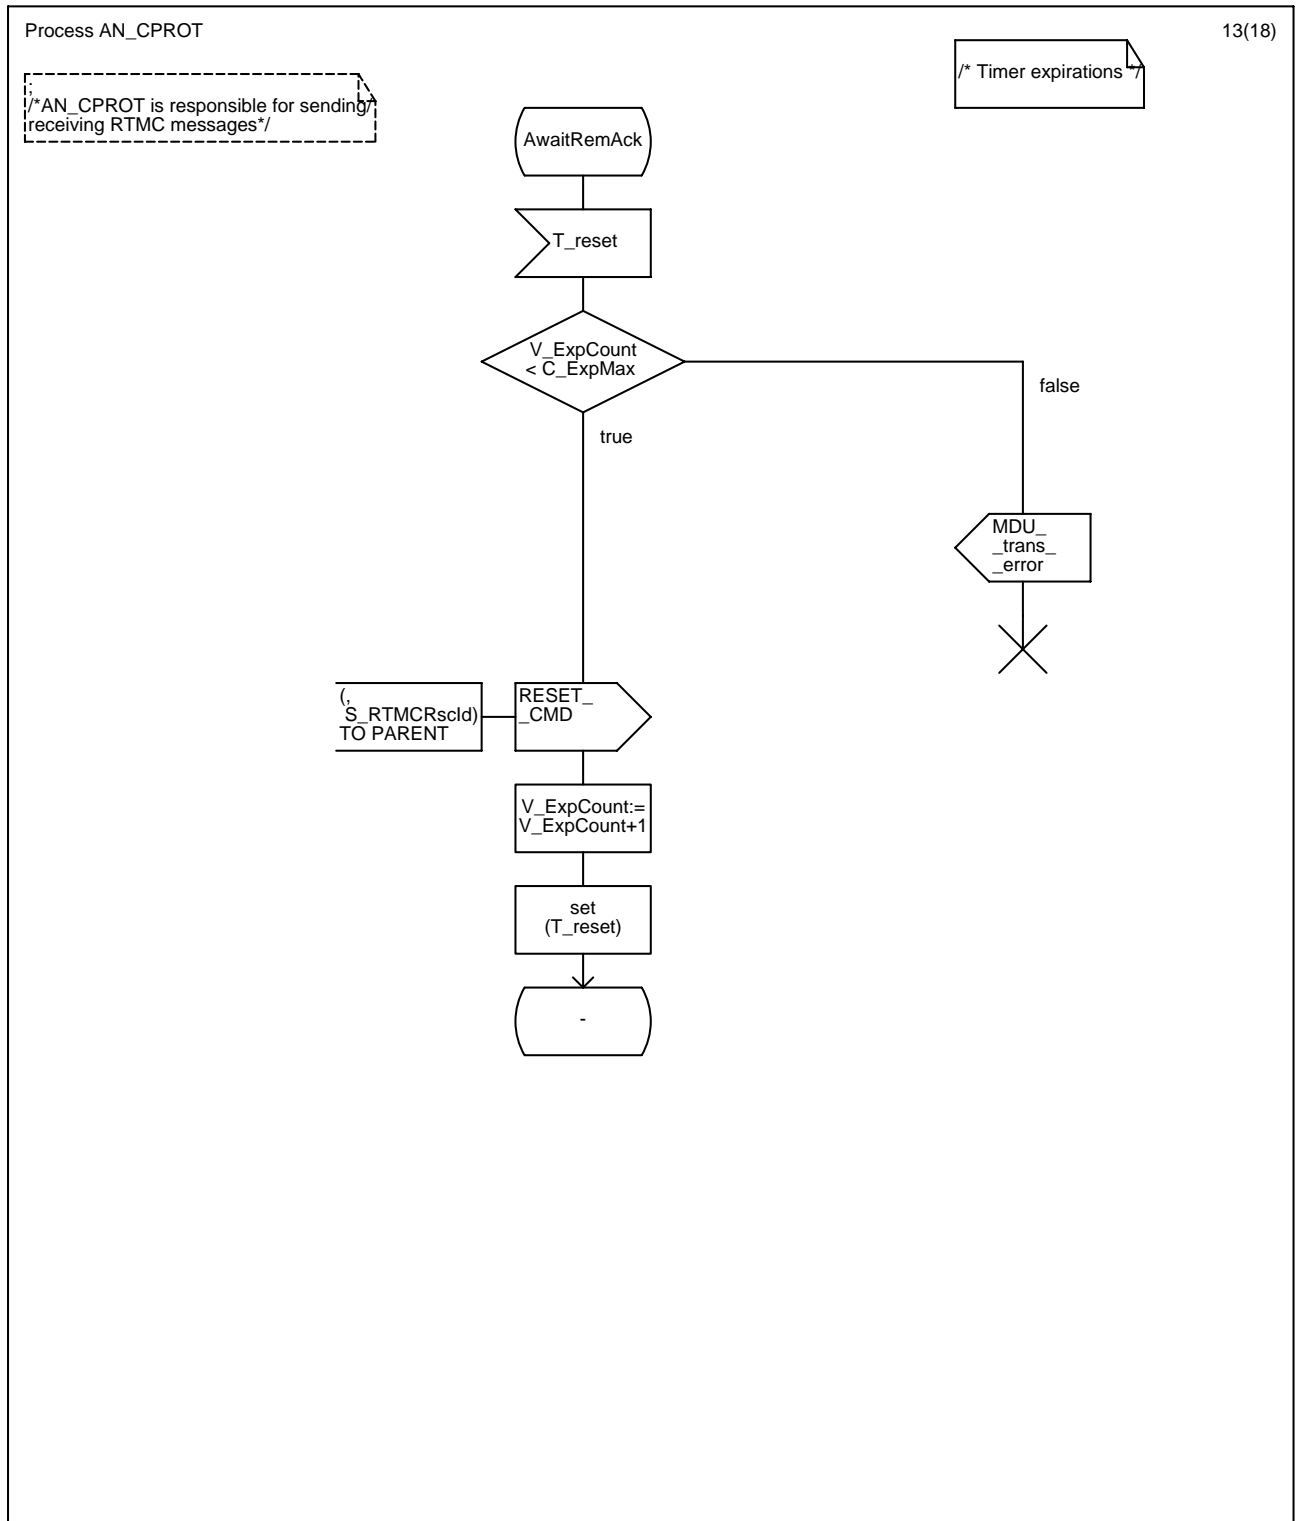 Process AN_CPROT
13(18)
;
/*AN_CPROT is responsible for sending/
receiving RTMC messages*/
/* Timer expirations */
AwaitRemAck
T_reset
V_ExpCount
< C_ExpMax
false
true
MDU_
_trans_
_error
(,
S_RTMCRscId)
TO PARENT
RESET_
_CMD
V_ExpCount:=
V_ExpCount+1
set
(T_reset)
-